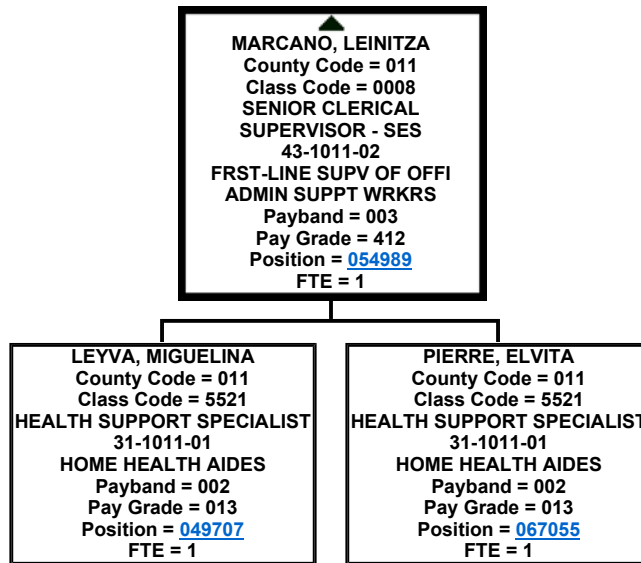 MARCANO, LEINITZA
County Code = 011
Class Code = 0008
SENIOR CLERICAL
SUPERVISOR - SES
43-1011-02
FRST-LINE SUPV OF OFFI
ADMIN SUPPT WRKRS
Payband = 003
Pay Grade = 412
Position = 054989
FTE = 1
LEYVA, MIGUELINA
County Code = 011
Class Code = 5521
HEALTH SUPPORT SPECIALIST
31-1011-01
HOME HEALTH AIDES
Payband = 002
Pay Grade = 013
Position = 049707
FTE = 1
PIERRE, ELVITA
County Code = 011
Class Code = 5521
HEALTH SUPPORT SPECIALIST
31-1011-01
HOME HEALTH AIDES
Payband = 002
Pay Grade = 013
Position = 067055
FTE = 1